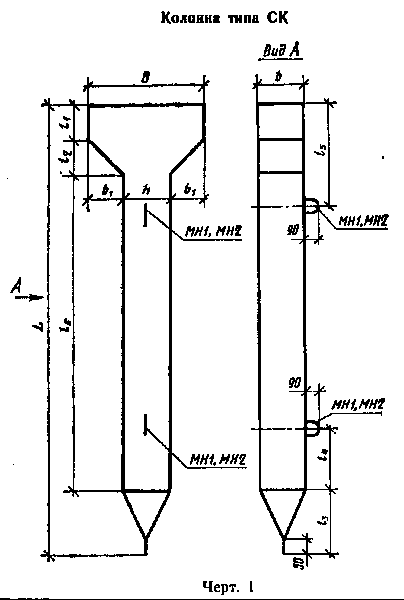 Колонна типа СК
Вид А
B
b
l₁
l₂
l₅
b₁ h b₁
МН1, МН2
МН1, МН2
90
А
L
90
МН1, МН2
МН1, МН2
l₄
l₃
90
Черт. 1